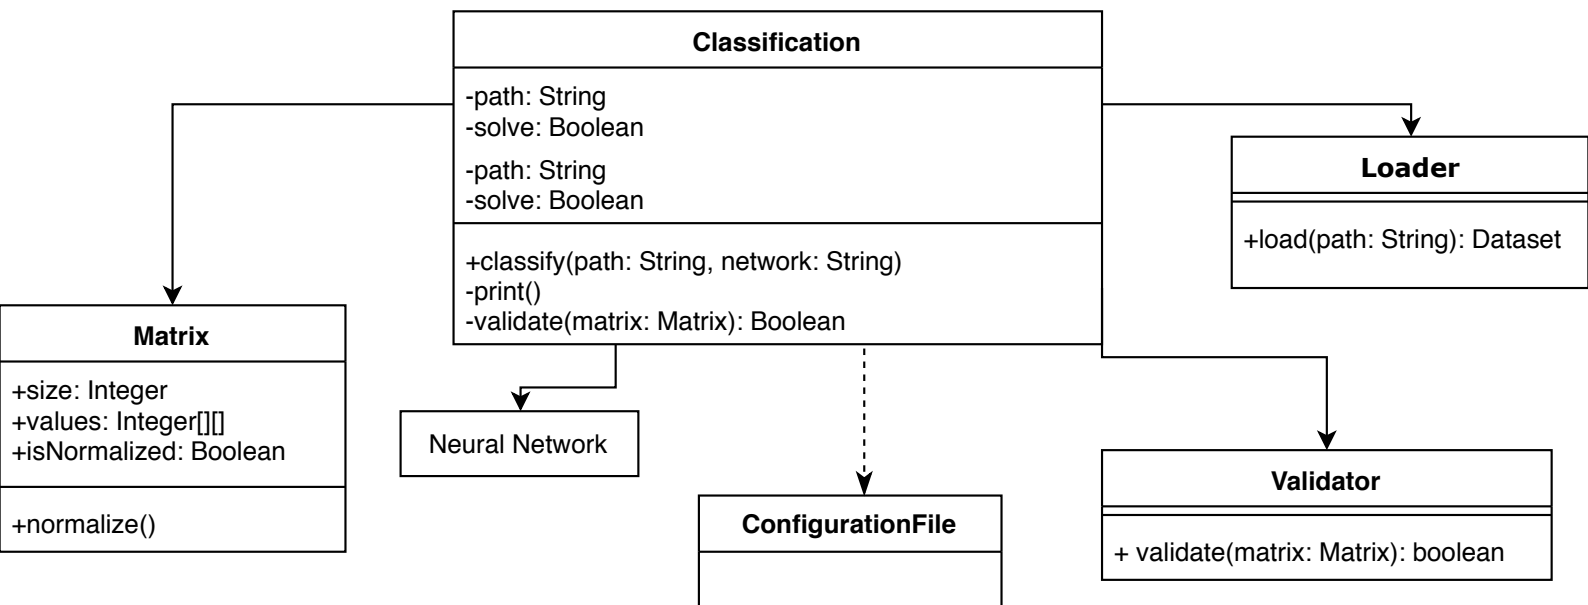 Classification
-path: String
-solve: Boolean
-path: String
-solve: Boolean
+classify(path: String, network: String)
-print()
-validate(matrix: Matrix): Boolean
Loader
+load(path: String): Dataset
Matrix
+size: Integer
+values: Integer[][]
+isNormalized: Boolean
+normalize()
Neural Network
ConfigurationFile
Validator
+ validate(matrix: Matrix): boolean